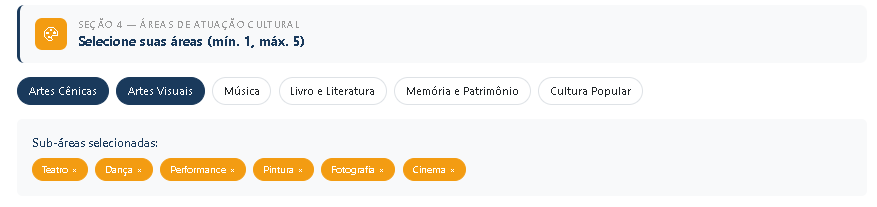 SEÇÃO 4 — ÁREAS DE ATUAÇÃO CULTURAL
Selecione suas áreas (mín. 1, máx. 5)
Artes Cênicas Artes Visuais Música Livro e Literatura Memória e Patrimônio Cultura Popular
Sub-áreas selecionadas:
Teatro × Dança × Performance × Pintura × Fotografia × Cinema ×